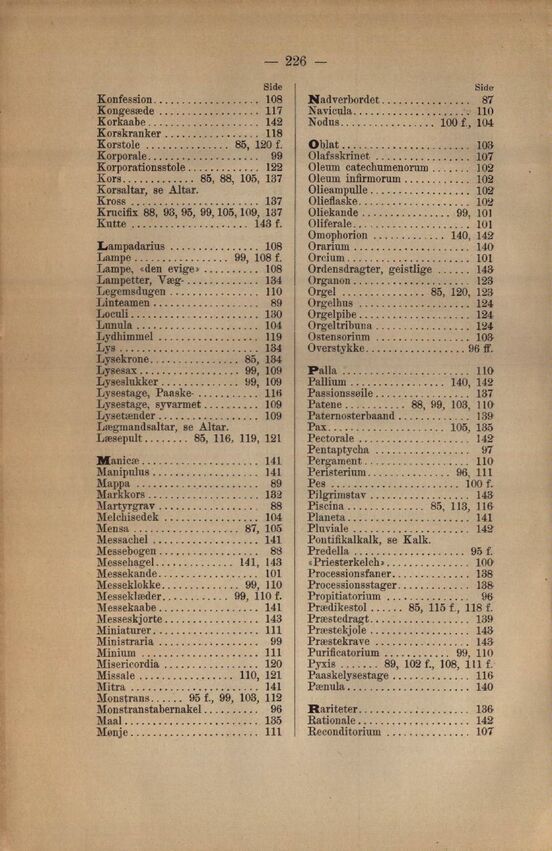 — 226 —
Side
Konfession 108
Kongesæde 117
Korkaabe 142
Korskranker 118
Korstole 85, 120 f.
Korporale 99
Korporationsstole 122
Kors 85, 88, 105, 137
Korsaltar, se Altar.
Kross 137
Krucifix 88, 93, 95, 99, 105, 109, 137
Kutte 143 f.
Lampadarius 108
Lampe 99, 108 f.
Lampe, «den evige» 108
Lampetter, Væg- 134
Legemsdugen 110
Linteamen 89
Loculi 130
Lunula 104
Lydhimmel 119
Lys 134
Lysekrone 85, 134
Lysesax 99, 109
Lyseslukker 99, 109
Lysestage, Paaske- 116
Lysestage, syvarmet 109
Lysetænder 109
Lægmandsaltar, se Altar.
Læsepult 85, 116, 119, 121
Manicæ 141
Manipulus 141
Mappa 89
Markkors 132
Martyrgrav 88
Melchisedek 104
Mensa 87, 105
Messachel 141
Messebogen 88
Messehagel 141, 143
Messekande 101
Messeklokke 99, 110
Messeklæder 99, 110 f.
Messekaabe 141
Messeskjorte 143
Miniaturer 111
Ministraria 99
Minium 111
Misericordia 120
Missale 110, 121
Mitra 141
Monstrans 95 f., 99, 103, 112
Monstranstabernakel 96
Maal 135
Mønje 111
Side
Nadverbordet 87
Navicula 110
Nodus 100 f., 104
Oblat 103
Olafsskrinet 107
Oleum catechumenorum 102
Oleum infirmorum 102
Olieampulle 102
Olieflaske 102
Oliekande 99, 101
Oliferale 101
Omophorion 140, 142
Orarium 140
Orcium 101
Ordensdragter, geistlige 143
Organon 123
Orgel 85, 120, 123
Orgelhus 124
Orgelpibe 124
Orgeltribuna 124
Ostensorium 103
Overstykke 96 ff.
Palla 110
Pallium 140, 142
Passionssøile 137
Patene 88, 99, 103, 110
Paternosterbaand 139
Pax 105, 135
Pectorale 142
Pentaptycha 97
Pergament 110
Peristerium 96, 111
Pes 100 f.
Pilgrimstav 143
Piscina 85, 113, 116
Planeta 141
Pluviale 142
Pontifikalkalk, se Kalk.
Predella 95 f.
«Priesterkelch» 100
Processionsfaner 138
Processionsstager 138
Propitiatorium 96
Prædikestol 85, 115 f., 118 f.
Præstedragt 139
Præstekjole 143
Præstekrave 143
Purificatorium 99, 110
Pyxis 89, 102 f., 108, 111 f.
Paaskelysestage 116
Pænula 140
Rariteter 136
Rationale 142
Reconditorium 107